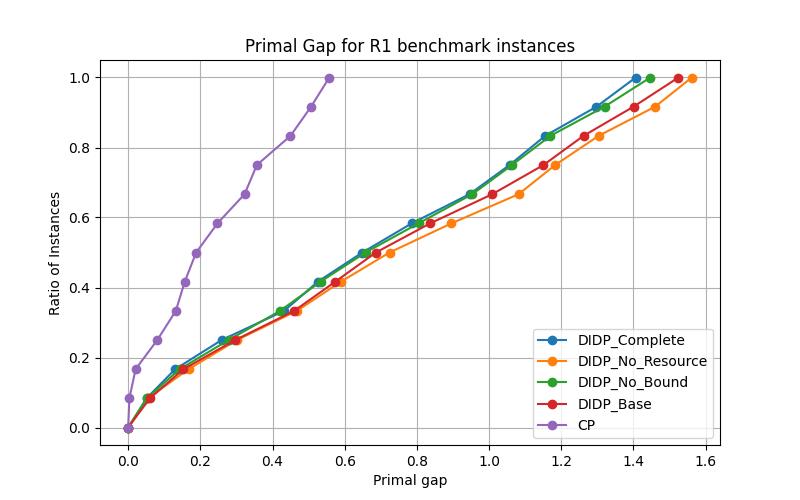 Primal Gap for R1 benchmark instances
Ratio of Instances
1.0
0.8
0.6
0.4
0.2
0.0
0.0 0.2 0.4 0.6 0.8 1.0 1.2 1.4 1.6
Primal gap
DIDP_Complete
DIDP_No_Resource
DIDP_No_Bound
DIDP_Base
CP